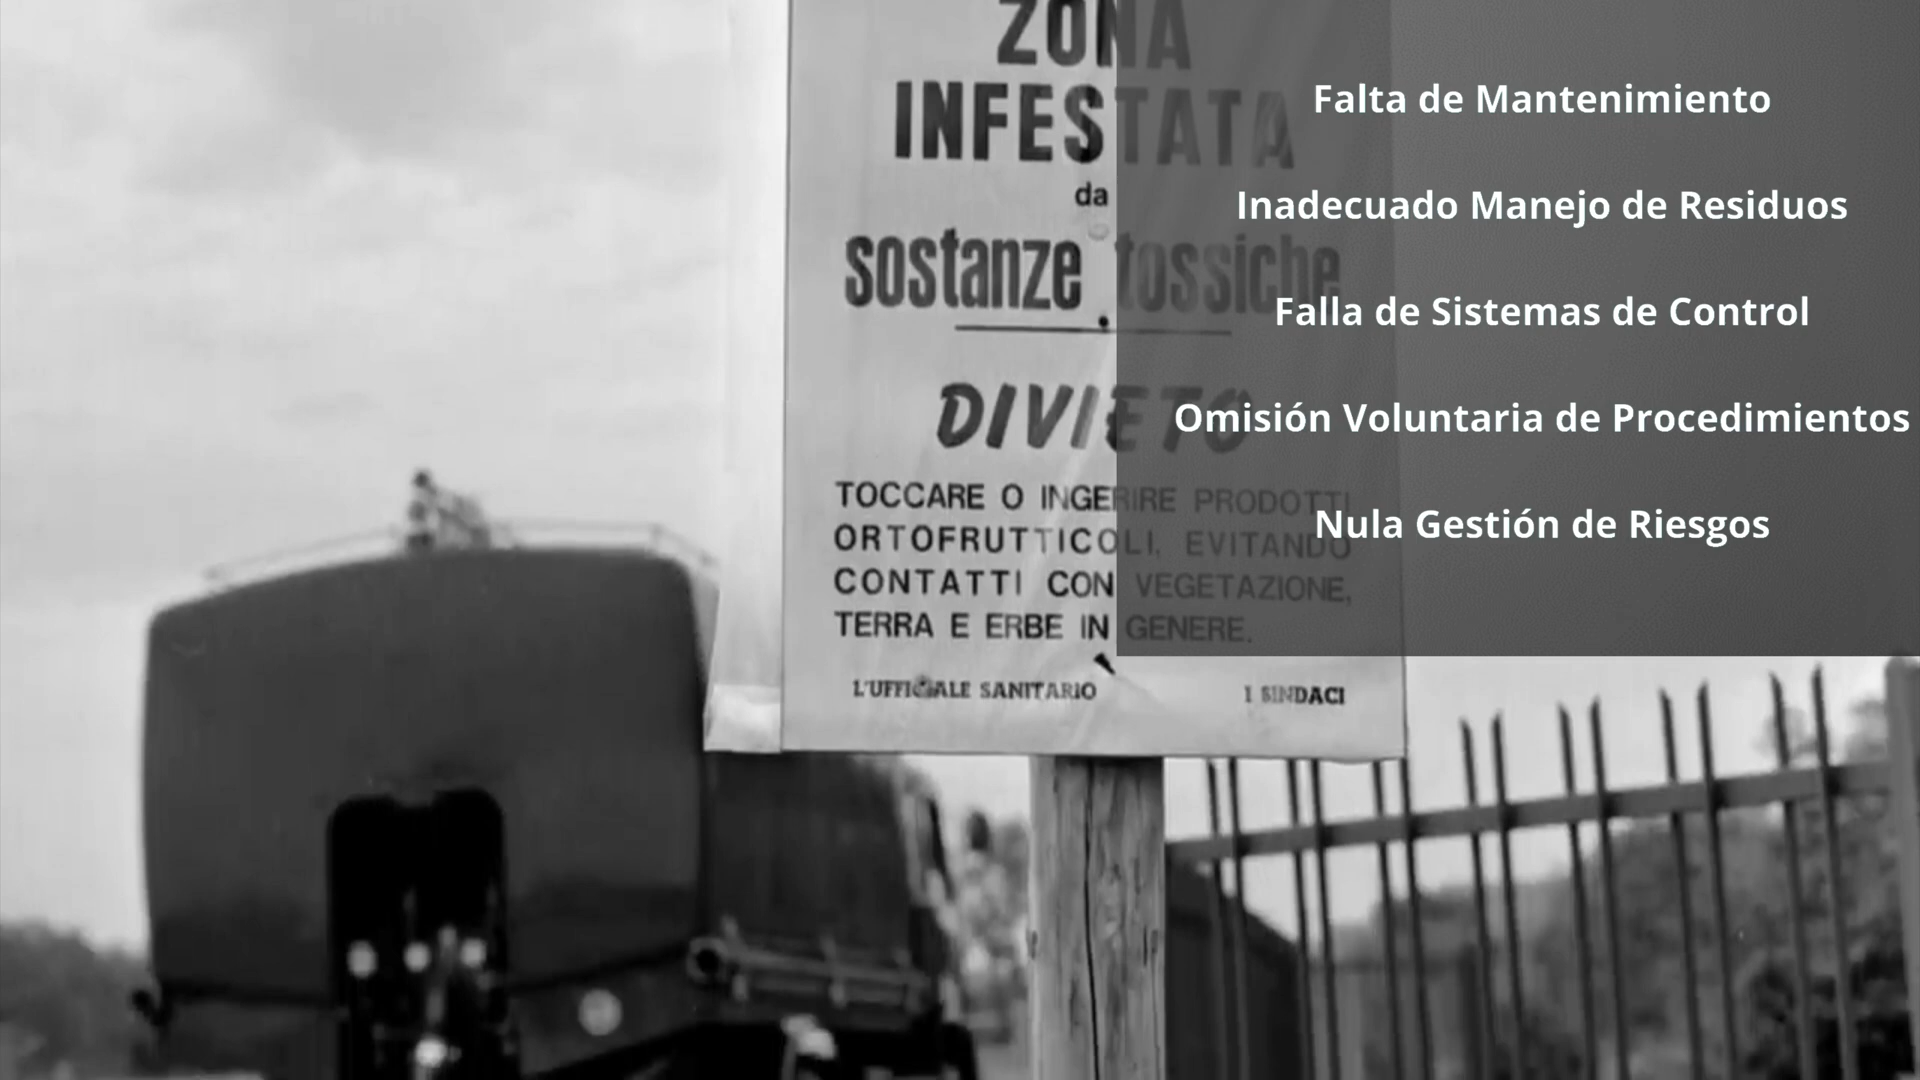 ZONA
INFESTATA
da
sostanze tossiche
DIVIETO
TOCCARE O INGERIRE PRODOTTI
ORTOFRUTTICOLI, EVITANDO
CONTATTI CON VEGETAZIONE,
TERRA E ERBE IN GENERE.
L'UFFICIALE SANITARIO
I SINDACI
Falta de Mantenimiento
Inadecuado Manejo de Residuos
Falla de Sistemas de Control
Omisión Voluntaria de Procedimientos
Nula Gestión de Riesgos